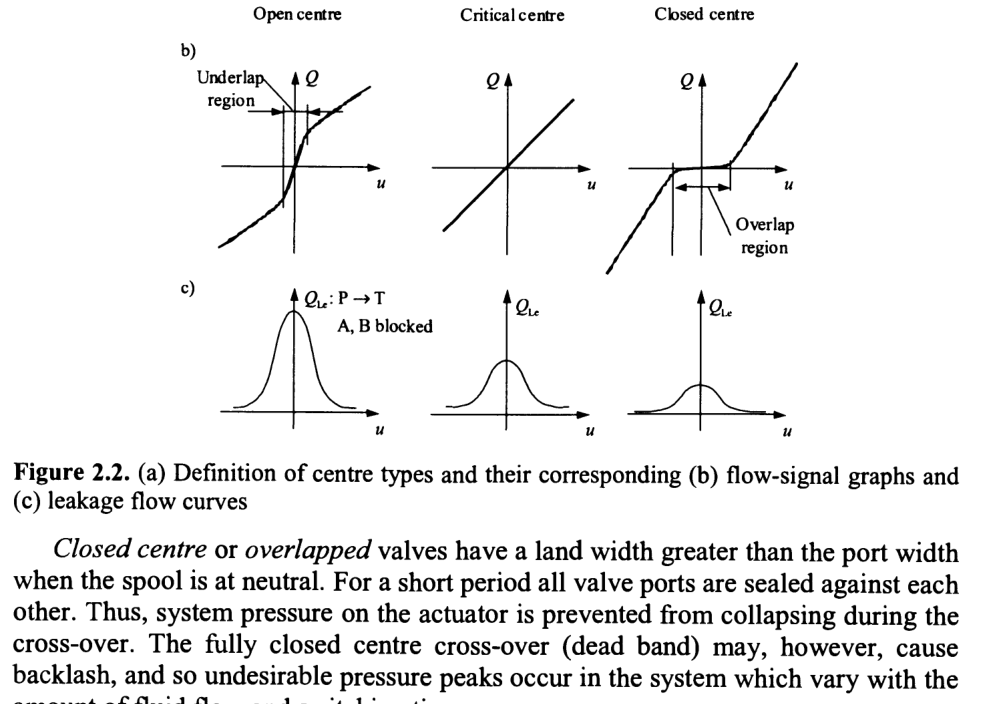 Open centre Critical centre Closed centre
b)
Underlap
region
Q
u
Q
u
Q
u
Overlap
region
c)
Q_Le: P → T
A, B blocked
u
Q_Le
u
Q_Le
u
Figure 2.2. (a) Definition of centre types and their corresponding (b) flow-signal graphs and
(c) leakage flow curves
Closed centre or overlapped valves have a land width greater than the port width
when the spool is at neutral. For a short period all valve ports are sealed against each
other. Thus, system pressure on the actuator is prevented from collapsing during the
cross-over. The fully closed centre cross-over (dead band) may, however, cause
backlash, and so undesirable pressure peaks occur in the system which vary with the